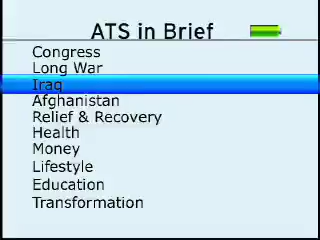 ATS in Brief
Congress
Long War
Iraq
Afghanistan
Relief & Recovery
Health
Money
Lifestyle
Education
Transformation